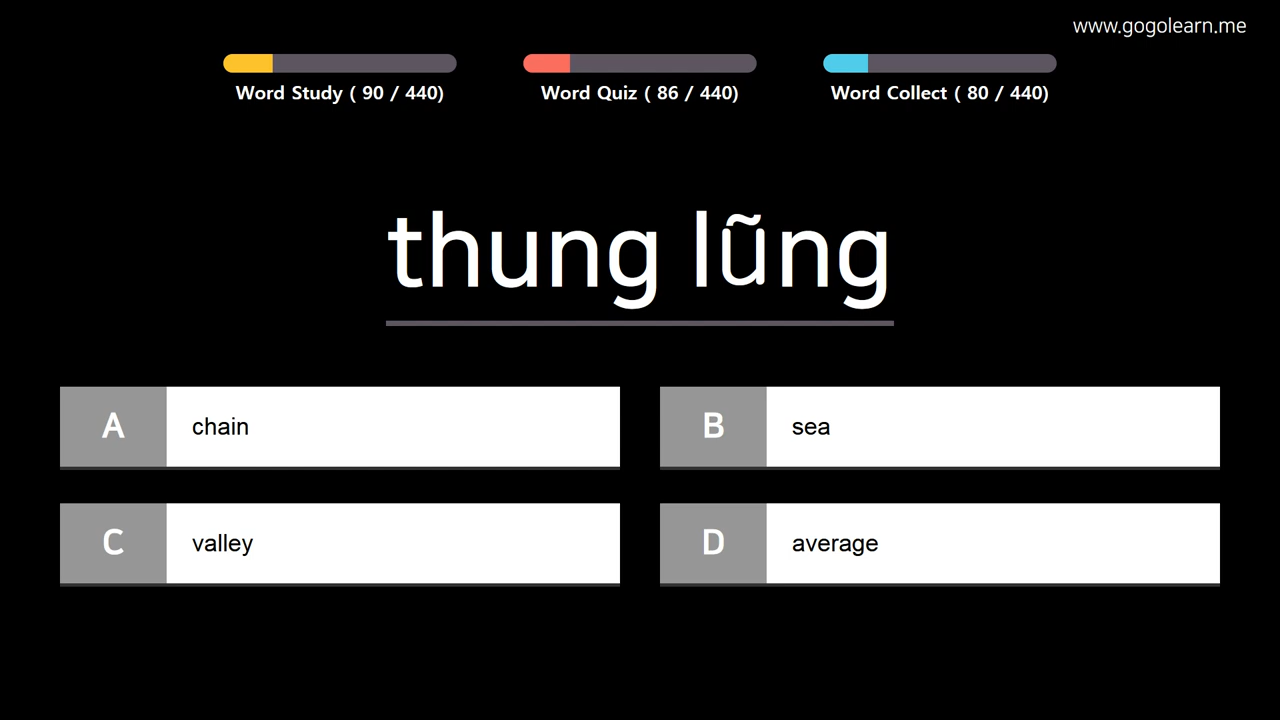 www.gogolearn.me
Word Study ( 90 / 440)
Word Quiz ( 86 / 440)
Word Collect ( 80 / 440)
thung lũng
A chain
B sea
C valley
D average